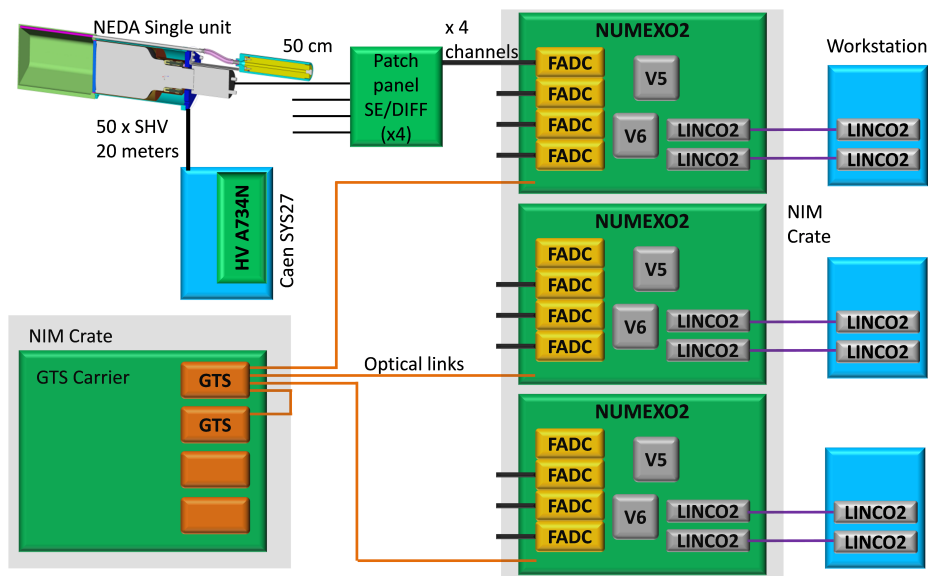 NEDA Single unit
50 cm
x 4
channels
50 x SHV
20 meters
Patch
panel
SE/DIFF
(x4)
HV A734N
Caen SYS27
NUMEXO2
FADC
FADC
FADC
FADC
V5
V6
LINCO2
LINCO2
Workstation
LINCO2
LINCO2
NIM
Crate
NUMEXO2
FADC
FADC
FADC
FADC
V5
V6
LINCO2
LINCO2
LINCO2
LINCO2
NIM Crate
GTS Carrier
GTS
GTS
Optical links
NUMEXO2
FADC
FADC
FADC
FADC
V5
V6
LINCO2
LINCO2
LINCO2
LINCO2